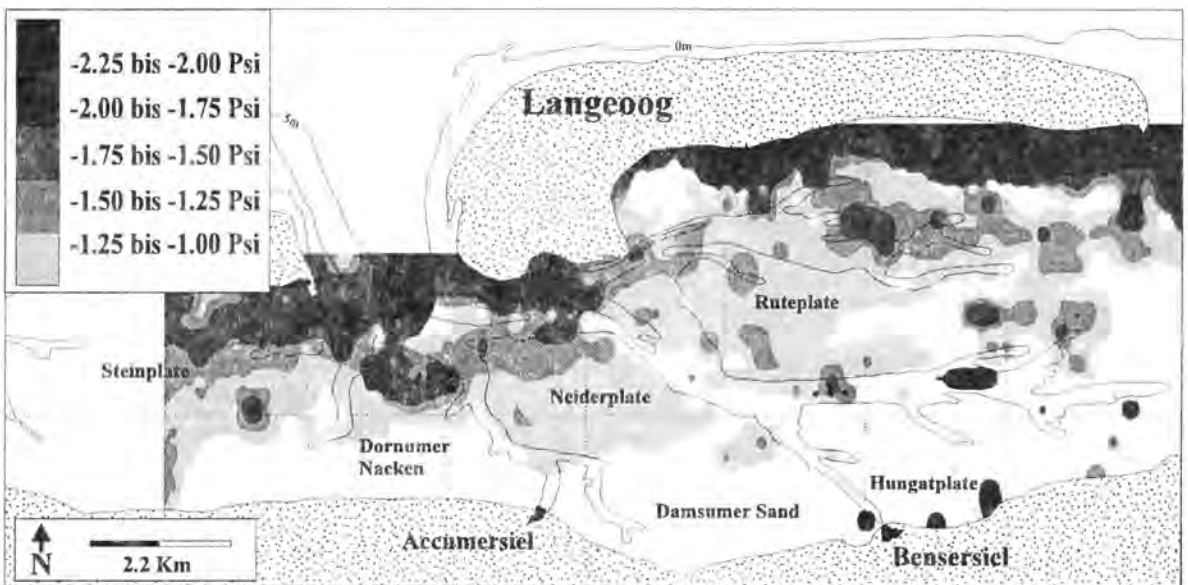 -2.25 bis -2.00 Psi
-2.00 bis -1.75 Psi
-1.75 bis -1.50 Psi
-1.50 bis -1.25 Psi
-1.25 bis -1.00 Psi
0m
5m
Langeoog
Ruteplate
Steinplate
Neiderplate
Dornumer
Nacken
Hungatplate
Damsumer Sand
Accumersiel
Bensersiel
N
2.2 Km